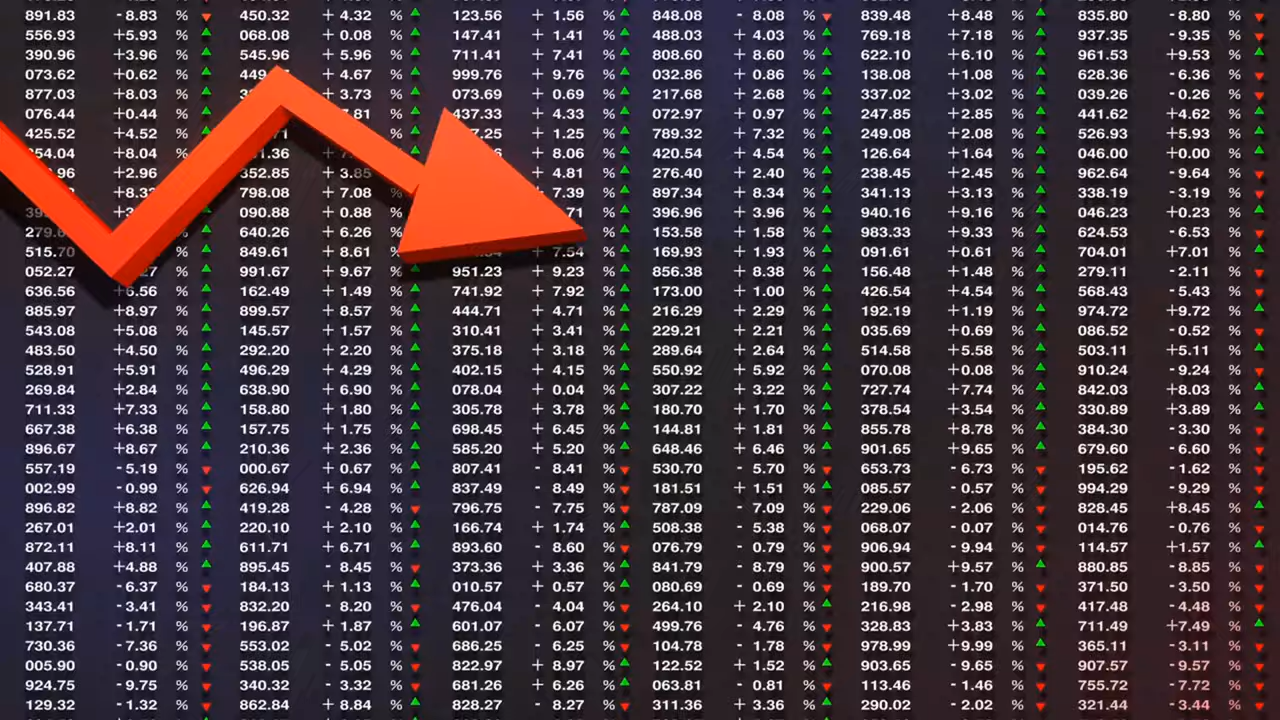 891.83 -8.83 % 450.32 + 4.32 % 123.56 + 1.56 % 848.08 - 8.08 % 839.48 +8.48 % 835.80 -8.80 %
556.93 +5.93 % 068.08 + 0.08 % 147.41 + 1.41 % 488.03 + 4.03 % 769.18 +7.18 % 937.35 -9.35 %
390.96 +3.96 % 545.96 + 5.96 % 711.41 + 7.41 % 808.60 + 8.60 % 622.10 +6.10 % 961.53 +9.53 %
073.62 +0.62 % + 4.67 % 999.76 + 9.76 % 032.86 + 0.86 % 138.08 +1.08 % 628.36 -6.36 %
877.03 +8.03 % + 3.73 % 073.69 + 0.69 % 217.68 + 2.68 % 337.02 +3.02 % 039.26 -0.26 %
076.44 +0.44 % % 437.33 + 4.33 % 072.97 + 0.97 % 247.85 +2.85 % 441.62 +4.62 %
425.52 +4.52 % % + 1.25 % 789.32 + 7.32 % 249.08 +2.08 % 526.93 +5.93 %
+8.04 % + 8.06 % 420.54 + 4.54 % 126.64 +1.64 % 046.00 +0.00 %
+2.96 % 352.85 + 3.85 + 4.81 % 276.40 + 2.40 % 238.45 +2.45 % 962.64 -9.64 %
% 798.08 + 7.08 % 7.39 % 897.34 + 8.34 % 341.13 +3.13 % 338.19 -3.19 %
090.88 + 0.88 % % 396.96 + 3.96 % 940.16 +9.16 % 046.23 +0.23 %
% 640.26 + 6.26 % % 153.58 + 1.58 % 983.33 +9.33 % 624.53 -6.53 %
515.70 % 849.61 + 8.61 % + 7.54 % 169.93 + 1.93 % 091.61 +0.61 % 704.01 +7.01 %
052.27 % 991.67 + 9.67 % 951.23 + 9.23 % 856.38 + 8.38 % 156.48 +1.48 % 279.11 -2.11 %
636.56 +6.56 % 162.49 + 1.49 % 741.92 + 7.92 % 173.00 + 1.00 % 426.54 +4.54 % 568.43 -5.43 %
885.97 +8.97 % 899.57 + 8.57 % 444.71 + 4.71 % 216.29 + 2.29 % 192.19 +1.19 % 974.72 +9.72 %
543.08 +5.08 % 145.57 + 1.57 % 310.41 + 3.41 % 229.21 + 2.21 % 035.69 +0.69 % 086.52 -0.52 %
483.50 +4.50 % 292.20 + 2.20 % 375.18 + 3.18 % 289.64 + 2.64 % 514.58 +5.58 % 503.11 +5.11 %
528.91 +5.91 % 496.29 + 4.29 % 402.15 + 4.15 % 550.92 + 5.92 % 070.08 +0.08 % 910.24 -9.24 %
269.84 +2.84 % 638.90 + 6.90 % 078.04 + 0.04 % 307.22 + 3.22 % 727.74 +7.74 % 842.03 +8.03 %
711.33 +7.33 % 158.80 + 1.80 % 305.78 + 3.78 % 180.70 + 1.70 % 378.54 +3.54 % 330.89 +3.89 %
667.38 +6.38 % 157.75 + 1.75 % 698.45 + 6.45 % 144.81 + 1.81 % 855.78 +8.78 % 384.30 -3.30 %
896.67 +8.67 % 210.36 + 2.36 % 585.20 + 5.20 % 648.46 + 6.46 % 901.65 +9.65 % 679.60 -6.60 %
557.19 -5.19 % 000.67 + 0.67 % 807.41 - 8.41 % 530.70 - 5.70 % 653.73 -6.73 % 195.62 -1.62 %
002.99 -0.99 % 626.94 + 6.94 % 837.49 - 8.49 % 181.51 + 1.51 % 085.57 -0.57 % 994.29 -9.29 %
896.82 +8.82 % 419.28 - 4.28 % 796.75 - 7.75 % 787.09 - 7.09 % 229.06 -2.06 % 828.45 +8.45 %
267.01 +2.01 % 220.10 + 2.10 % 166.74 + 1.74 % 508.38 - 5.38 % 068.07 -0.07 % 014.76 -0.76 %
872.11 +8.11 % 611.71 + 6.71 % 893.60 - 8.60 % 076.79 - 0.79 % 906.94 -9.94 % 114.57 +1.57 %
407.88 +4.88 % 895.45 - 8.45 % 373.36 + 3.36 % 841.79 - 8.79 % 900.57 +9.57 % 880.85 -8.85 %
680.37 -6.37 % 184.13 + 1.13 % 010.57 + 0.57 % 080.69 - 0.69 % 189.70 -1.70 % 371.50 -3.50 %
343.41 -3.41 % 832.20 - 8.20 % 476.04 - 4.04 % 264.10 + 2.10 % 216.98 -2.98 % 417.48 -4.48 %
137.71 -1.71 % 196.87 + 1.87 % 601.07 - 6.07 % 499.76 - 4.76 % 328.83 +3.83 % 711.49 +7.49 %
730.36 -7.36 % 553.02 - 5.02 % 686.25 - 6.25 % 104.78 - 1.78 % 978.99 +9.99 % 365.11 -3.11 %
005.90 -0.90 % 538.05 - 5.05 % 822.97 + 8.97 % 122.52 + 1.52 % 903.65 -9.65 % 907.57 -9.57 %
924.75 -9.75 % 340.32 - 3.32 % 681.26 + 6.26 % 063.81 - 0.81 % 113.46 -1.46 % 755.72 -7.72 %
129.32 -1.32 % 862.84 + 8.84 % 828.27 - 8.27 % 311.36 + 3.36 % 290.02 -2.02 % 321.44 -3.44 %